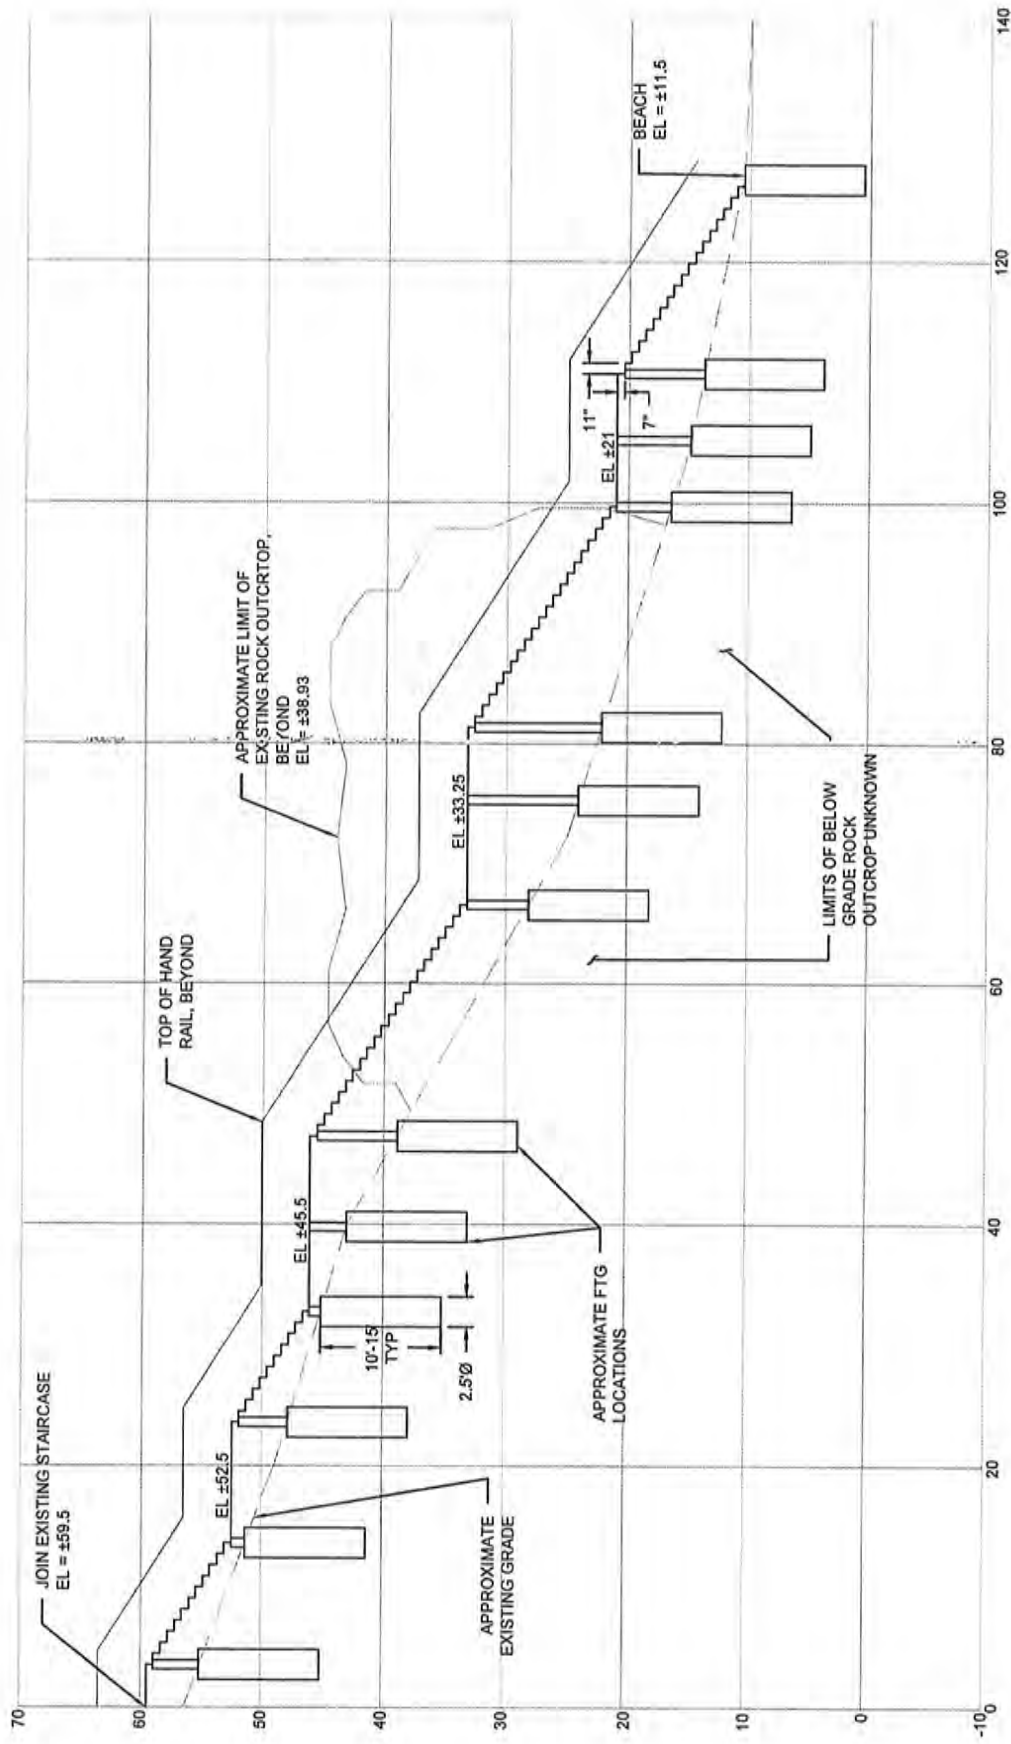 JOIN EXISTING STAIRCASE
EL = ±59.5
TOP OF HAND
RAIL, BEYOND
APPROXIMATE LIMIT OF
EXISTING ROCK OUTCRTOP,
BEYOND
EL = ±38.93
BEACH
EL = ±11.5
EL ±52.5
EL ±45.5
EL ±33.25
EL ±21
11"
7"
10'-15'
TYP
2.5'Ø
APPROXIMATE
EXISTING GRADE
APPROXIMATE FTG
LOCATIONS
LIMITS OF BELOW
GRADE ROCK
OUTCROP UNKNOWN
70
60
50
40
30
20
10
0
-10
0
20
40
60
80
100
120
140